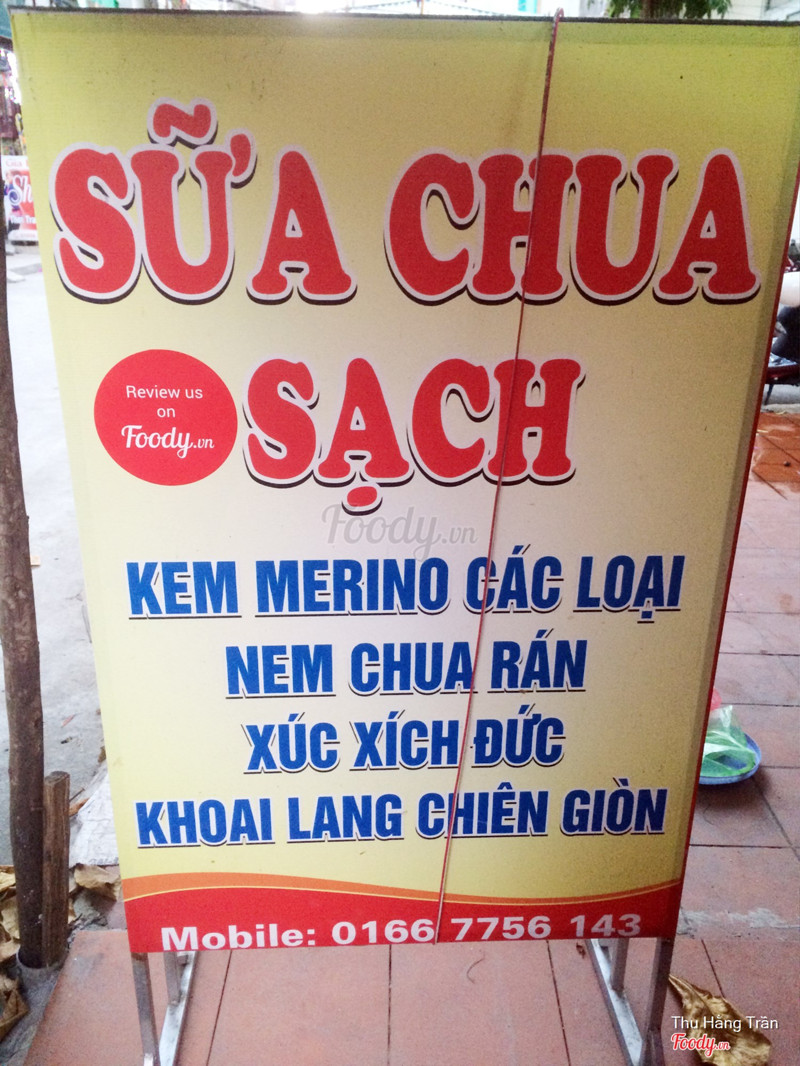 SỮA CHUA
Review us
on
Foody.vn
SẠCH
Foody.vn
KEM MERINO CÁC LOẠI
NEM CHUA RÁN
XÚC XÍCH ĐỨC
KHOAI LANG CHIÊN GIÒN
Mobile: 0166 7756 143
Thu Hằng Trần
Foody.vn